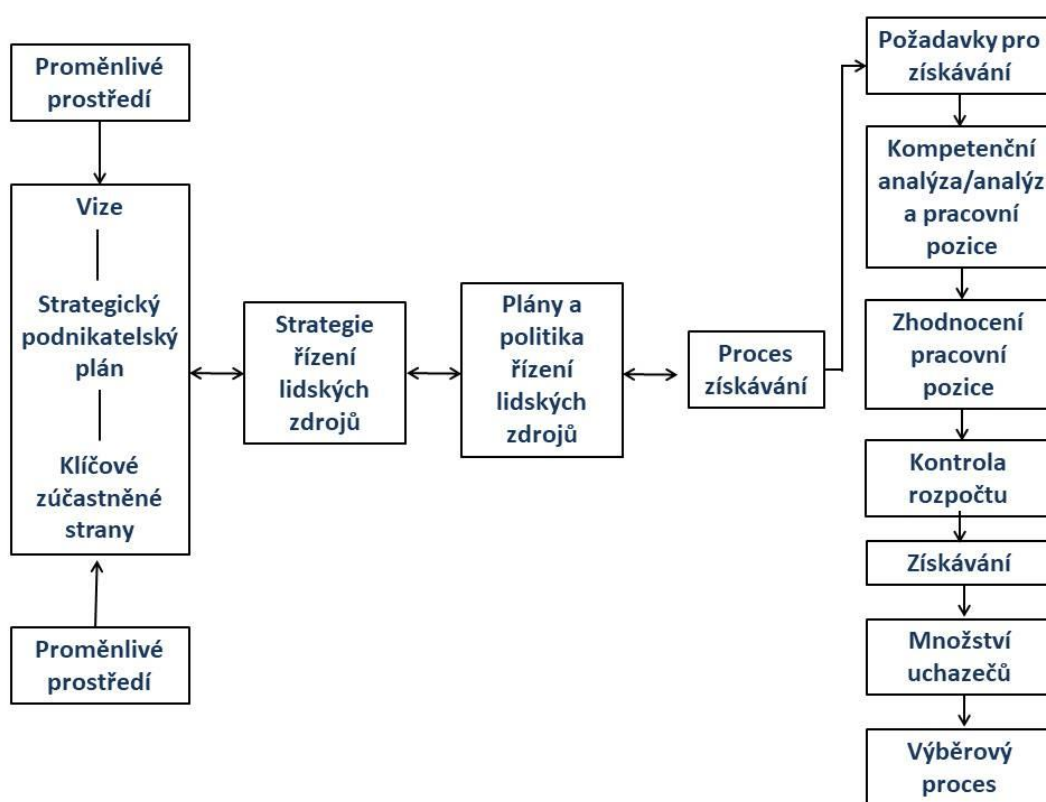 Proměnlivé
prostředí
Vize
Strategický
podnikatelský
plán
Klíčové
zúčastněné
strany
Proměnlivé
prostředí
Strategie
řízení
lidských
zdrojů
Plány a
politika
řízení
lidských
zdrojů
Proces
získávání
Požadavky pro
získávání
Kompetenční
analýza/analýz
a pracovní
pozice
Zhodnocení
pracovní
pozice
Kontrola
rozpočtu
Získávání
Množství
uchazečů
Výběrový
proces